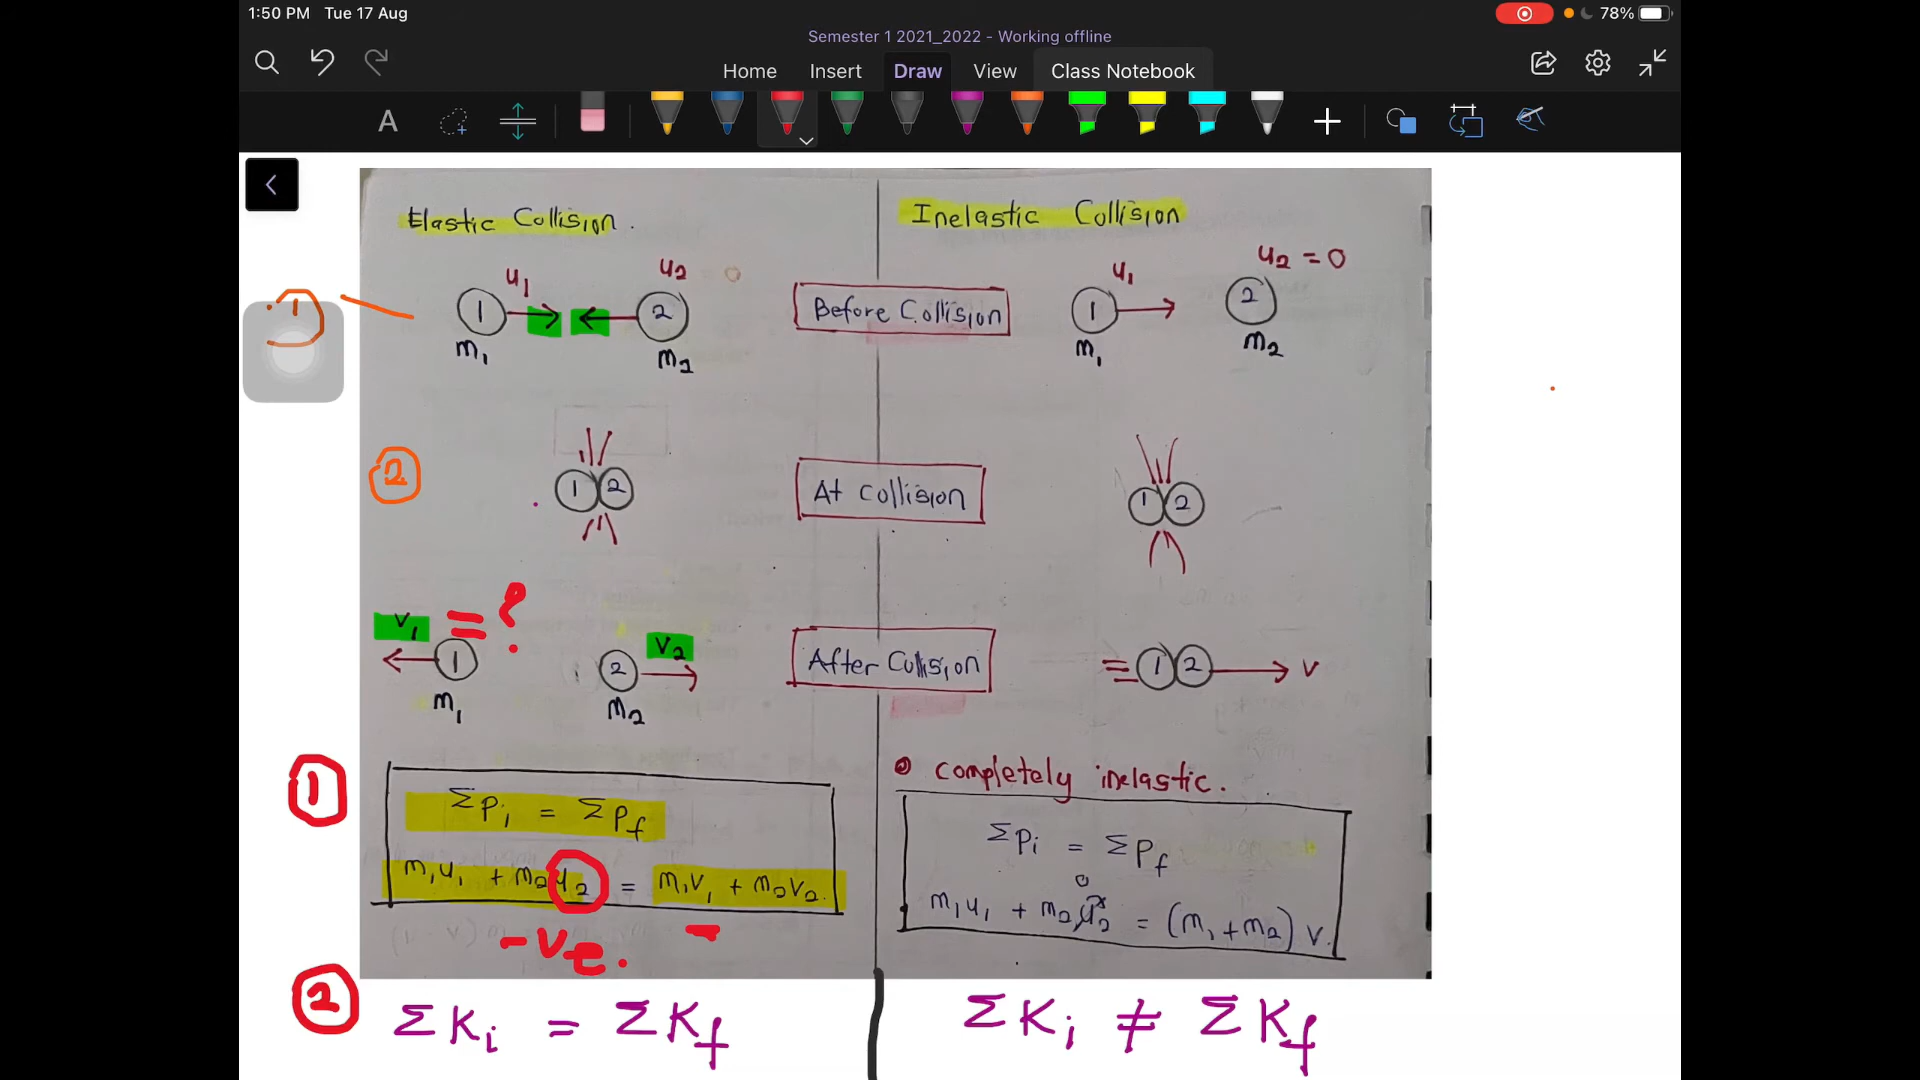 1:50 PM Tue 17 Aug
78%
Semester 1 2021_2022 - Working offline
Home Insert Draw View Class Notebook
A
Elastic Collision.
Inelastic Collision
1
u1
u2 = 0
1
2
m1
m2
Before Collision
u1
u2 = 0
1
2
m1
m2
2
1 2
At Collision
1 2
v1 = ?
v2
1
2
m1
m2
After Collision
= 1 2 v
1
Σpi = Σpf
m1u1 + m2u2 = m1v1 + m2v2.
-ve. -
• completely inelastic.
Σpi = Σpf
0
m1u1 + m2u2 = (m1+m2) v.
2
ΣKi = ΣKf
ΣKi ≠ ΣKf